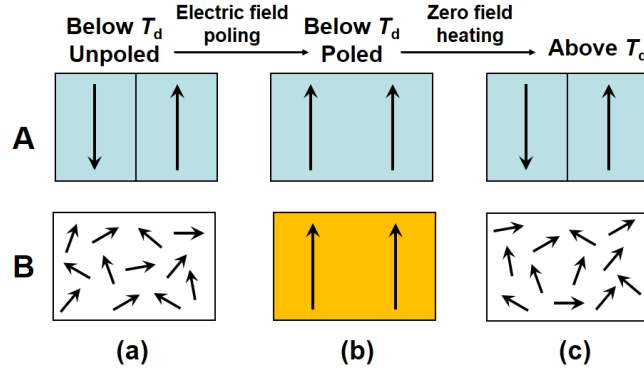 Below Td Unpoled
Electric field poling
Below Td Poled
Zero field heating
Above Td
A
B
(a)
(b)
(c)